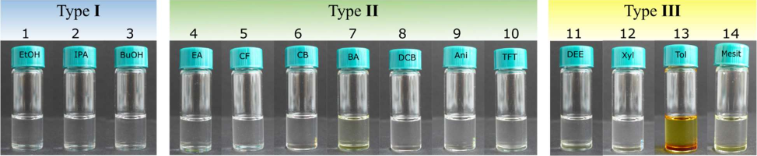 Type I
Type II
Type III
1
2
3
4
5
6
7
8
9
10
11
12
13
14
EtOH
IPA
BuOH
EA
CF
CB
BA
DCB
Ani
TFT
DEE
Xyl
Tol
Mesit